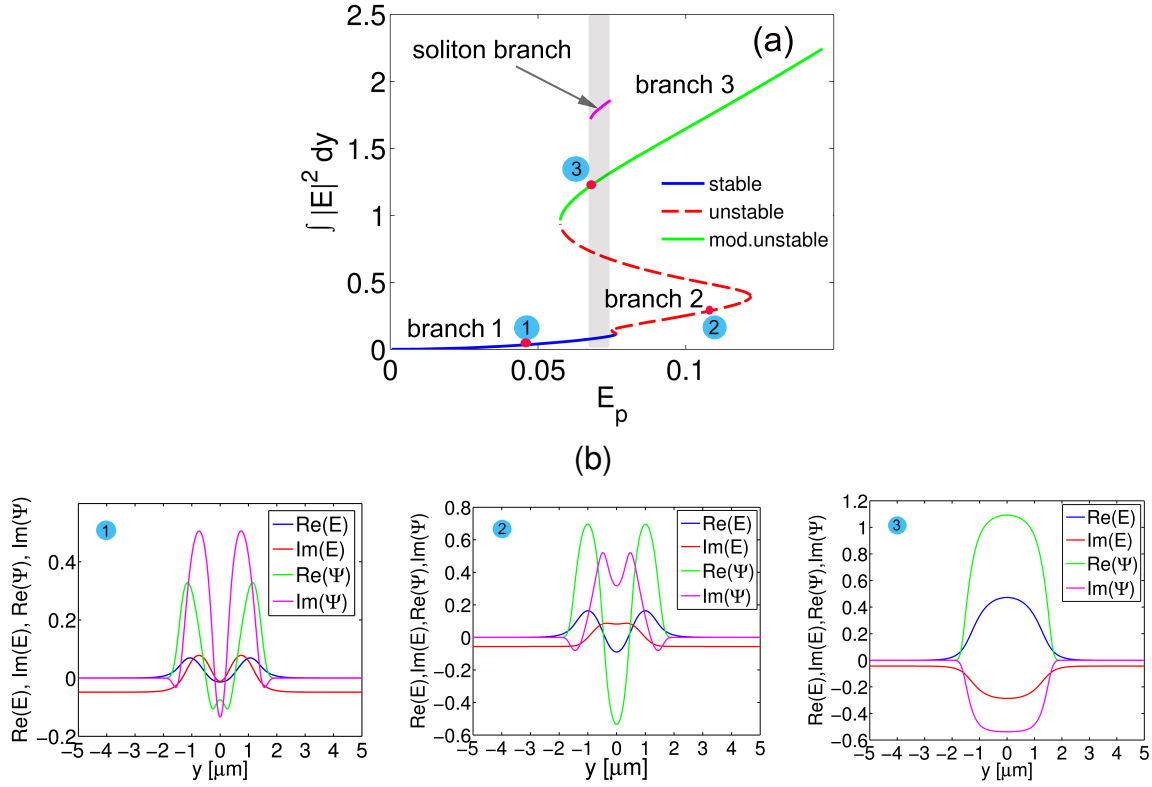 2.5
2
1.5
1
0.5
0
∫ |E|² dy
(a)
soliton branch
branch 3
3
stable
unstable
mod.unstable
branch 2
branch 1
1
2
0
0.05
0.1
E_p
(b)
Re(E), Im(E), Re(Ψ), Im(Ψ)
0.4
0.2
0
−0.2
1
Re(E)
Im(E)
Re(Ψ)
Im(Ψ)
−5 −4 −3 −2 −1 0 1 2 3 4 5
y [μm]
Re(E),Im(E),Re(Ψ),Im(Ψ)
0.8
0.6
0.4
0.2
0
−0.2
−0.4
−0.6
2
Re(E)
Im(E)
Re(Ψ)
Im(Ψ)
−5 −4 −3 −2 −1 0 1 2 3 4 5
y [μm]
Re(E),Im(E),Re(Ψ),Im(Ψ)
1.2
1
0.8
0.6
0.4
0.2
0
−0.2
−0.4
−0.6
3
Re(E)
Im(E)
Re(Ψ)
Im(Ψ)
−5 −4 −3 −2 −1 0 1 2 3 4 5
y [μm]